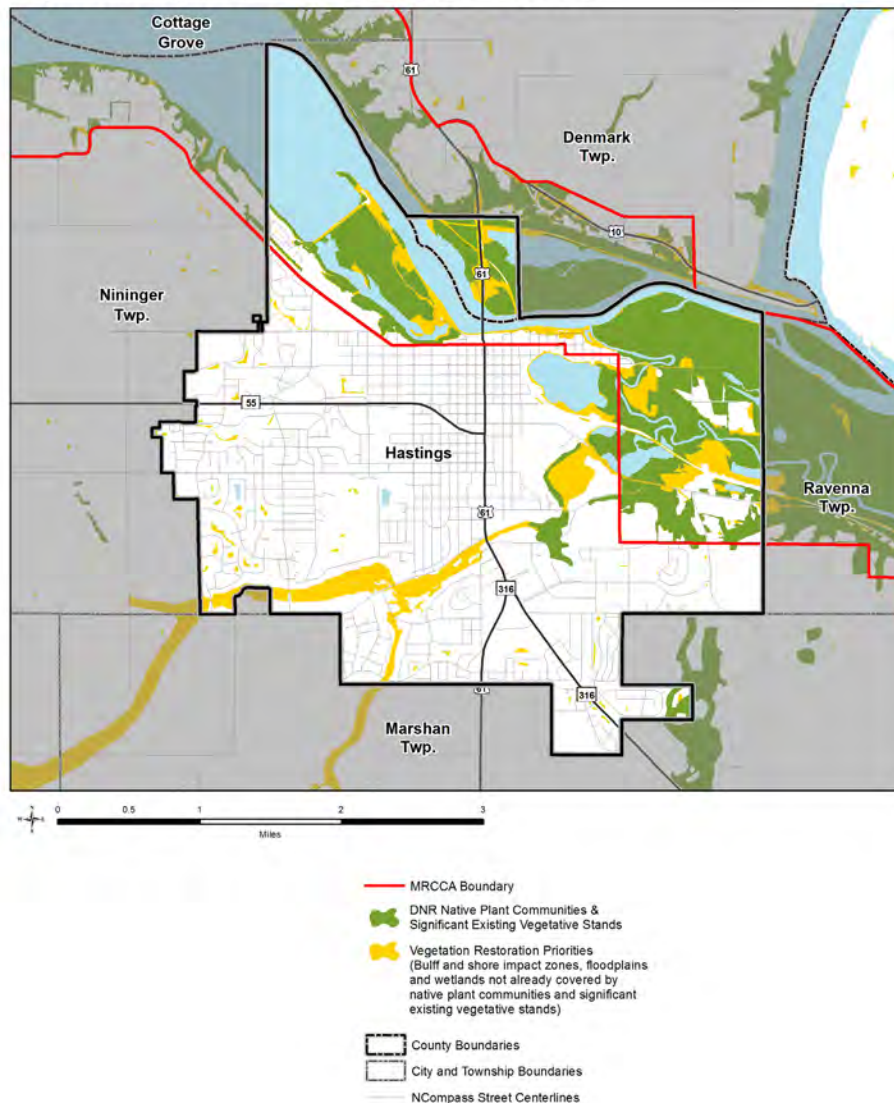 Cottage
Grove
61
Denmark
Twp.
10
61
Nininger
Twp.
55
Hastings
61
Ravenna
Twp.
316
61
316
Marshan
Twp.
0 0.5 1 2 3
Miles
MRCCA Boundary
DNR Native Plant Communities &
Significant Existing Vegetative Stands
Vegetation Restoration Priorities
(Bulff and shore impact zones, floodplains
and wetlands not already covered by
native plant communities and significant
existing vegetative stands)
County Boundaries
City and Township Boundaries
NCompass Street Centerlines